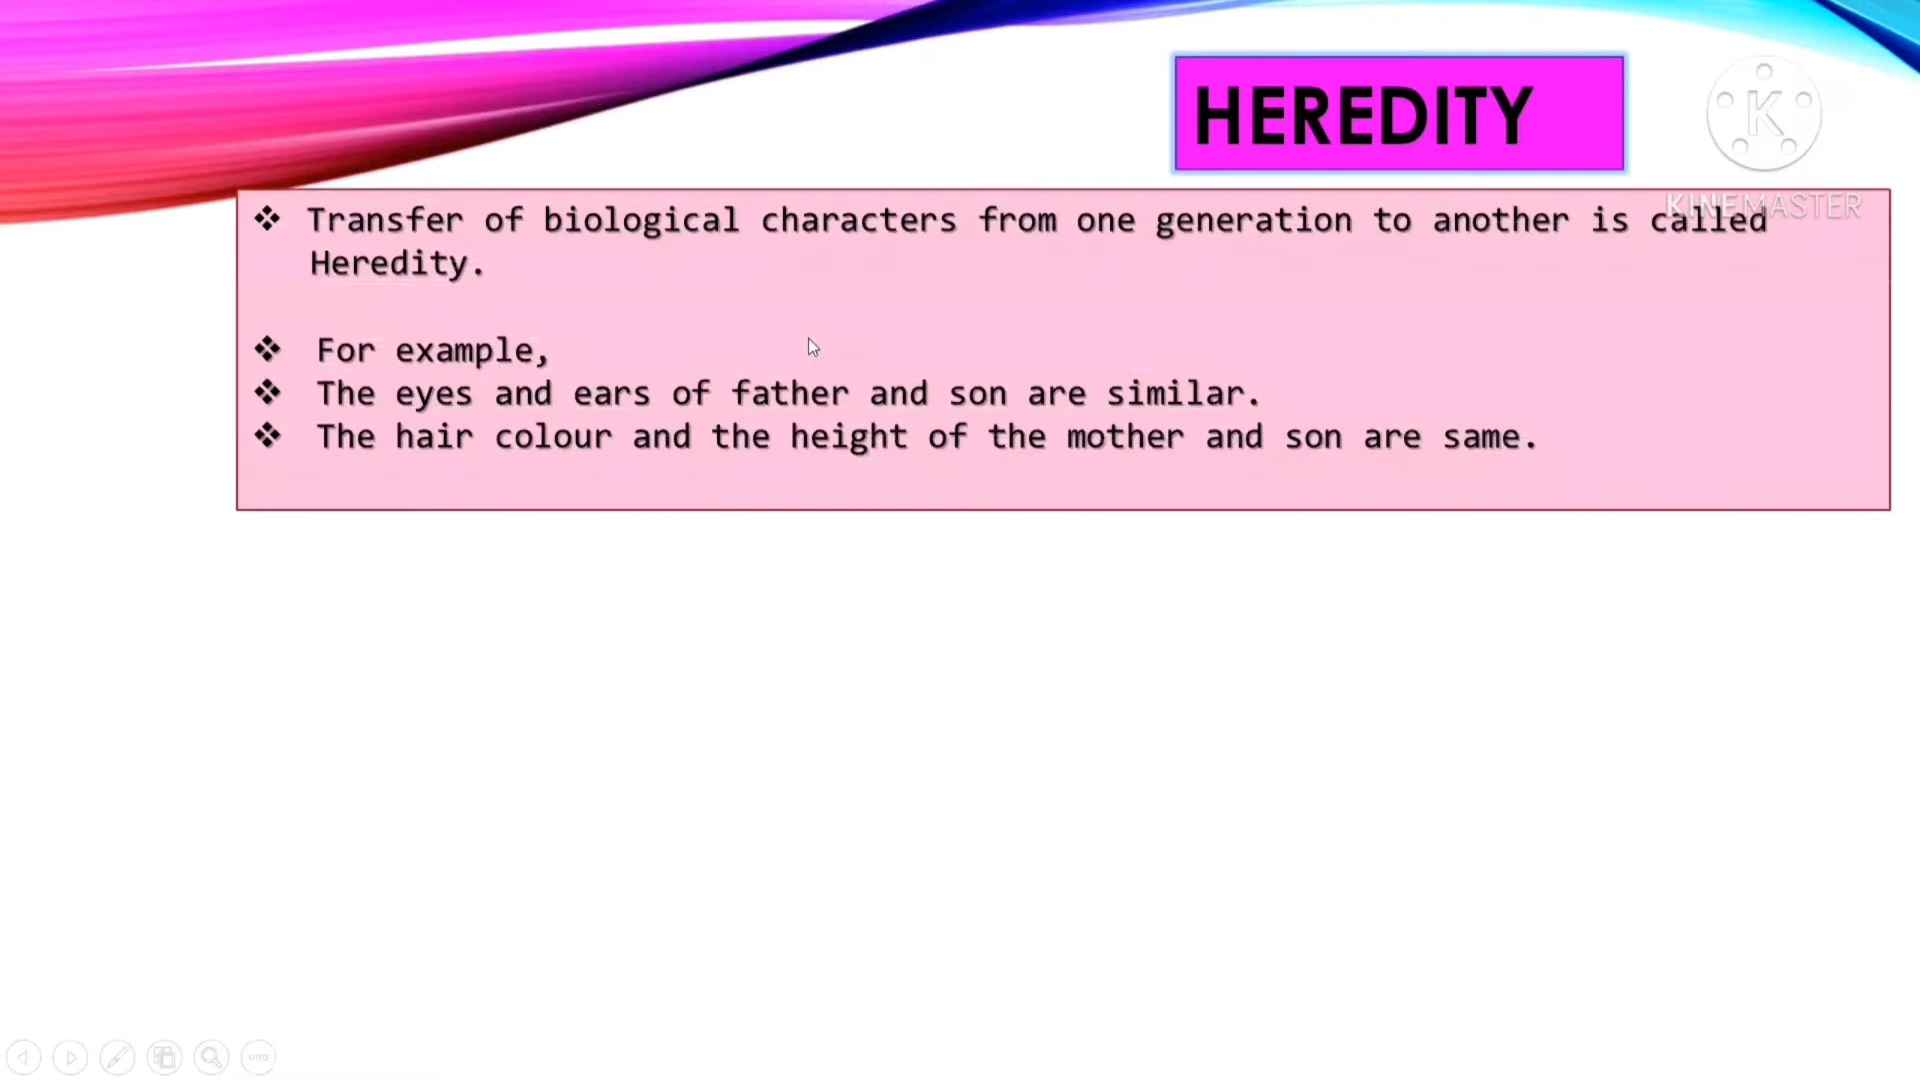 HEREDITY
K
KINEMASTER
❖ Transfer of biological characters from one generation to another is called
Heredity.
❖ For example,
❖ The eyes and ears of father and son are similar.
❖ The hair colour and the height of the mother and son are same.